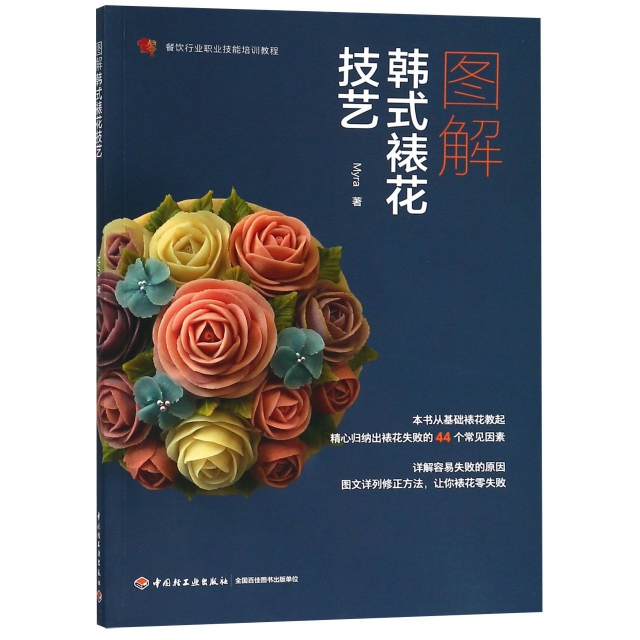 餐饮行业职业技能培训教程
图解
韩式裱花
技艺
Myra 著
本书从基础裱花教起
精心归纳出裱花失败的 44 个常见因素
详解容易失败的原因
图文详列修正方法，让你裱花零失败
中国轻工业出版社
全国百佳图书出版单位
图解韩式裱花技艺